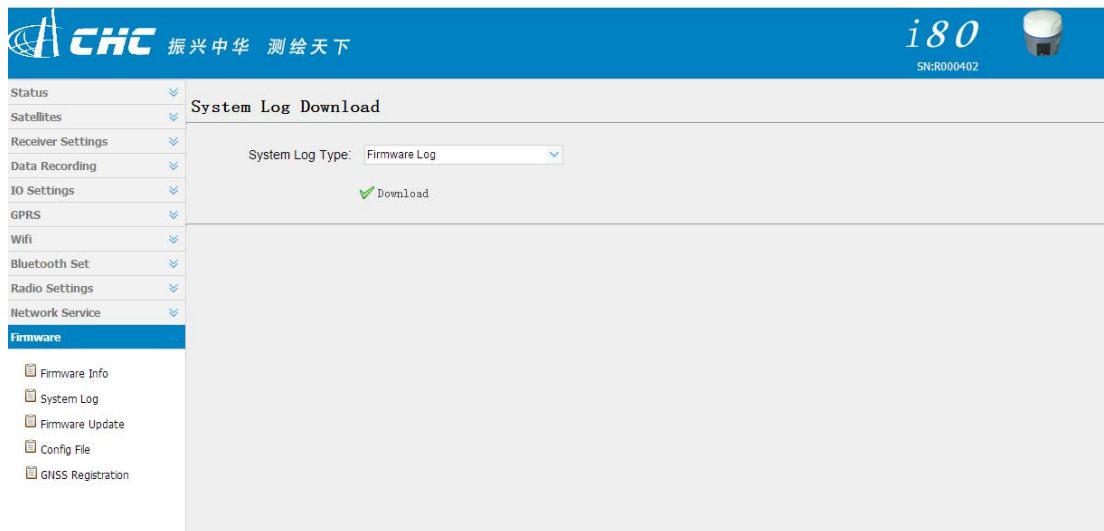 CHC 振兴中华 测绘天下
i80
SN:R000402
Status
Satellites
Receiver Settings
Data Recording
IO Settings
GPRS
Wifi
Bluetooth Set
Radio Settings
Network Service
Firmware
Firmware Info
System Log
Firmware Update
Config File
GNSS Registration
System Log Download
System Log Type: Firmware Log
Download